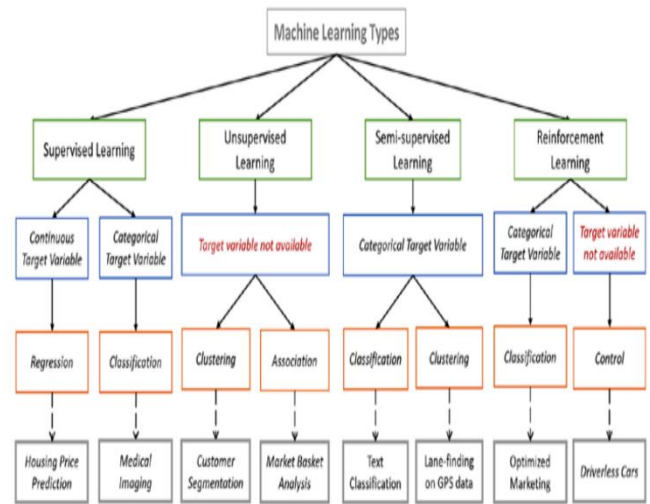 Machine Learning Types
Supervised Learning
Unsupervised
Learning
Semi-supervised
Learning
Reinforcement
Learning
Continuous
Target Variable
Categorical
Target Variable
Target variable not available
Categorical Target Variable
Categorical
Target Variable
Target variable
not available
Regression
Classification
Clustering
Association
Classification
Clustering
Classification
Control
Housing Price
Prediction
Medical
Imaging
Customer
Segmentation
Market Basket
Analysis
Text
Classification
Lane-finding
on GPS data
Optimized
Marketing
Driverless Cars